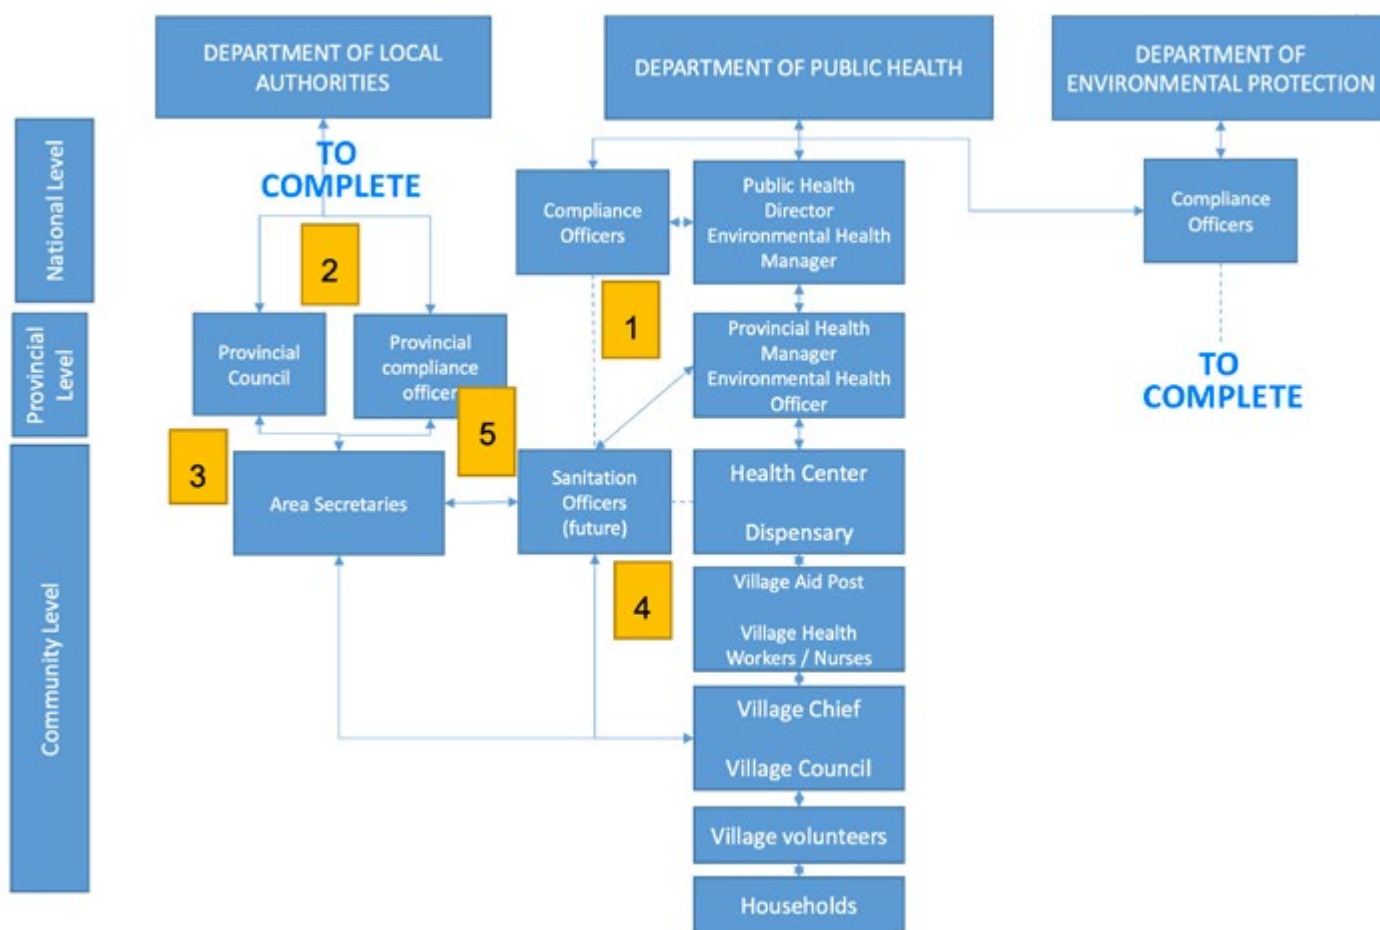 DEPARTMENT OF LOCAL
AUTHORITIES
DEPARTMENT OF PUBLIC HEALTH
DEPARTMENT OF
ENVIRONMENTAL PROTECTION
National Level
TO
COMPLETE
Compliance
Officers
Public Health
Director
Environmental Health
Manager
Compliance
Officers
2
1
Provincial
Level
Provincial
Council
Provincial
compliance
officer
Provincial Health
Manager
Environmental Health
Officer
TO
COMPLETE
5
3
Community Level
Area Secretaries
Sanitation
Officers
(future)
Health Center
Dispensary
4
Village Aid Post
Village Health
Workers / Nurses
Village Chief
Village Council
Village volunteers
Households